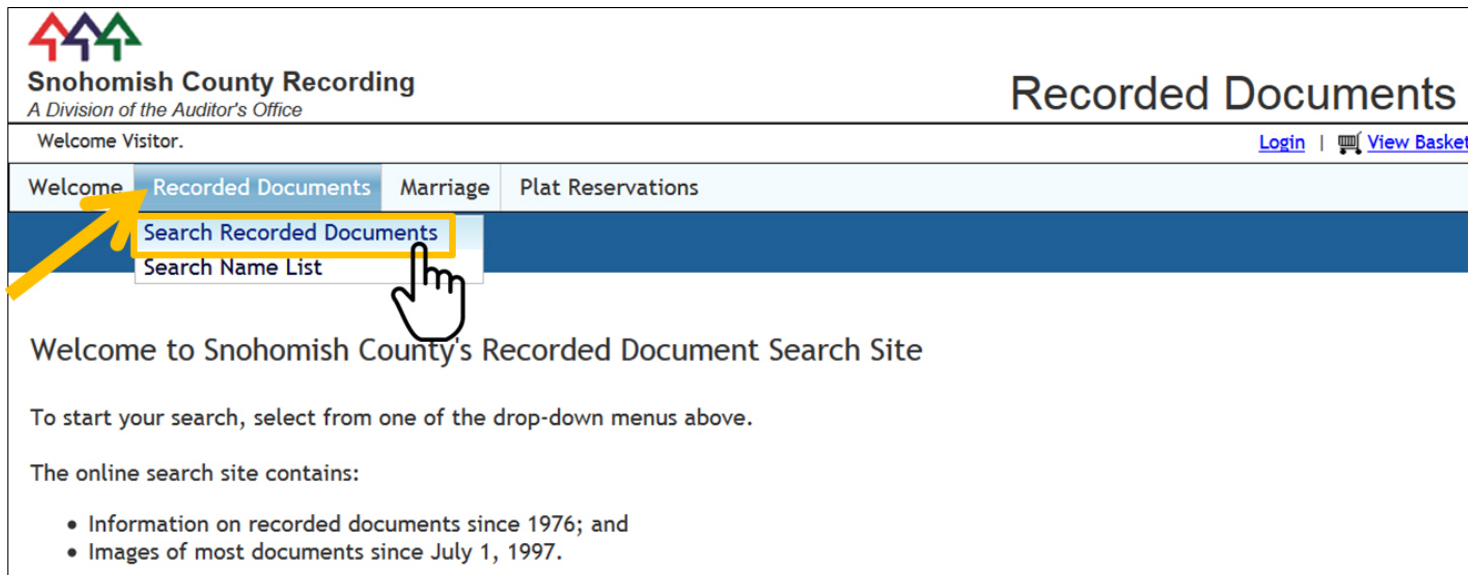 Snohomish County Recording
A Division of the Auditor's Office
Recorded Documents
Welcome Visitor.
Login | View Basket
Welcome Recorded Documents Marriage Plat Reservations
Search Recorded Documents
Search Name List
Welcome to Snohomish County's Recorded Document Search Site
To start your search, select from one of the drop-down menus above.
The online search site contains:
• Information on recorded documents since 1976; and
• Images of most documents since July 1, 1997.